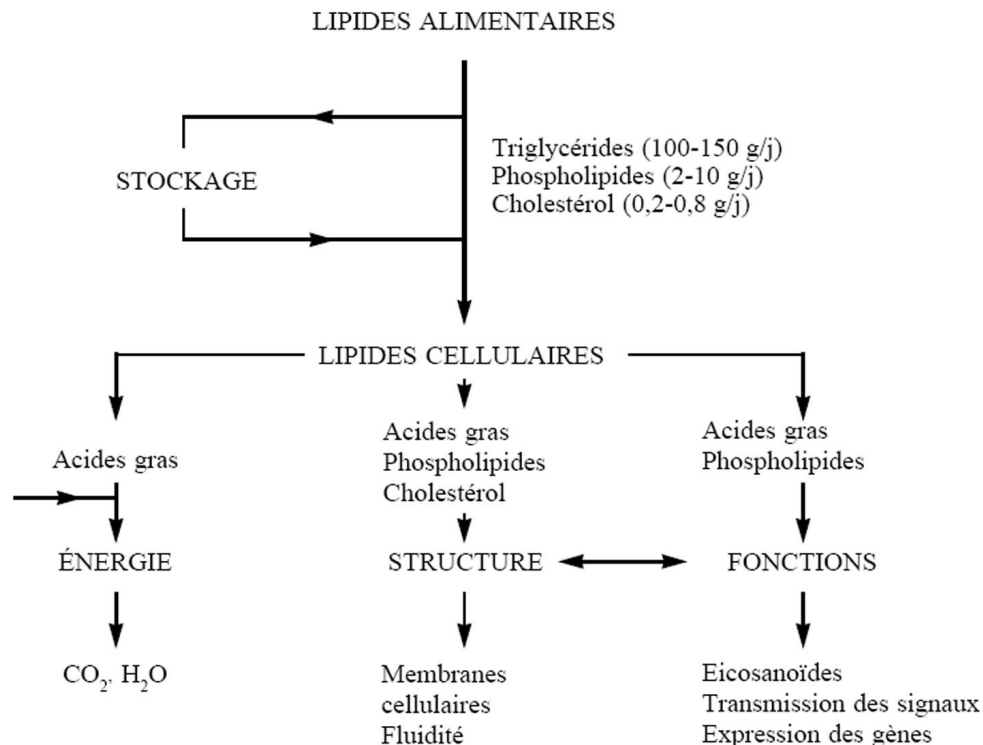 LIPIDES ALIMENTAIRES
Triglycérides (100-150 g/j)
Phospholipides (2-10 g/j)
Cholestérol (0,2-0,8 g/j)
STOCKAGE
LIPIDES CELLULAIRES
Acides gras
Acides gras
Phospholipides
Cholestérol
Acides gras
Phospholipides
ÉNERGIE
STRUCTURE
FONCTIONS
CO₂, H₂O
Membranes
cellulaires
Fluidité
Eicosanoïdes
Transmission des signaux
Expression des gènes